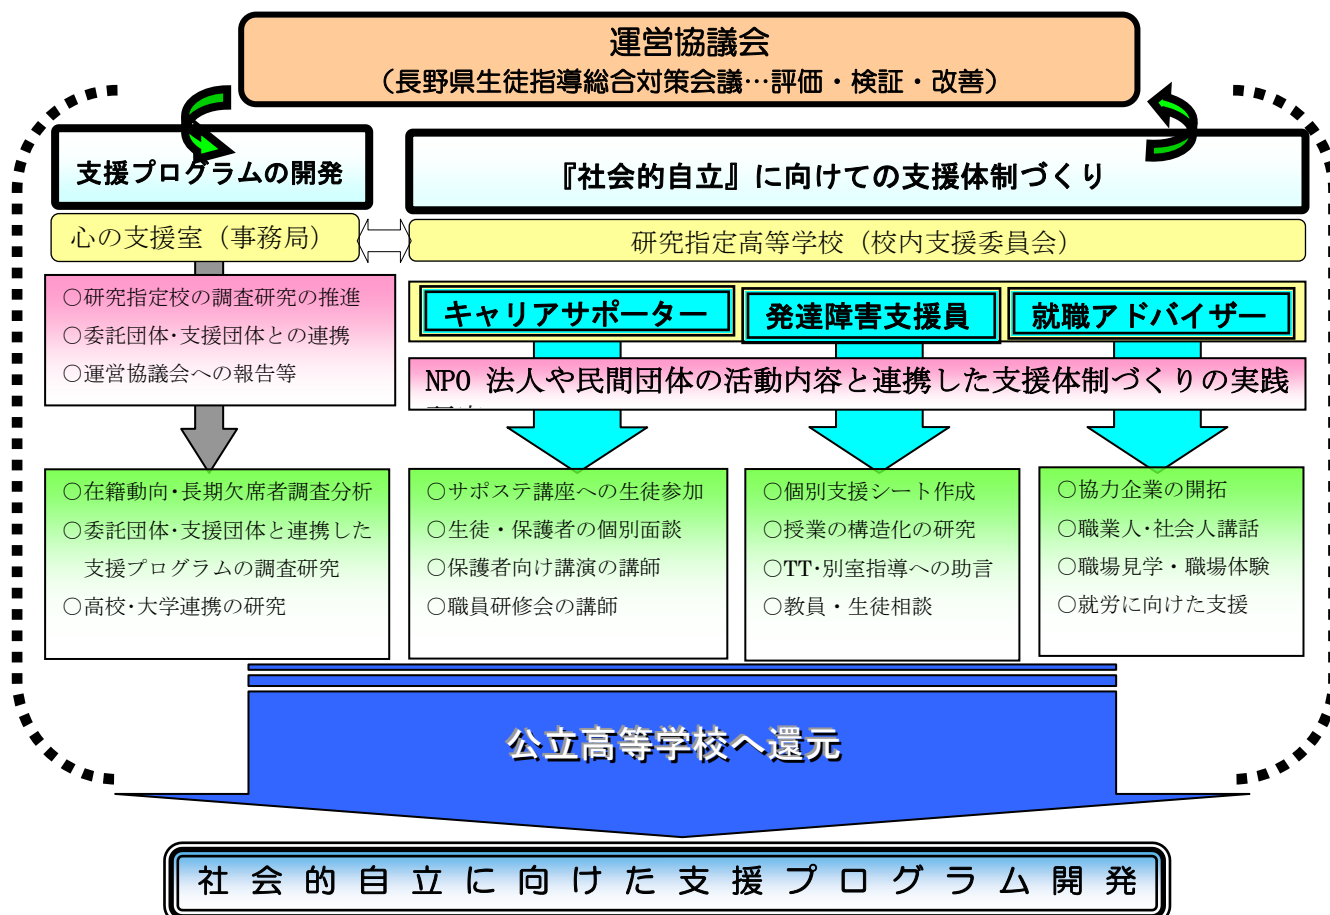 運営協議会
（長野県生徒指導総合対策会議…評価・検証・改善）
支援プログラムの開発
『社会的自立』に向けての支援体制づくり
心の支援室（事務局）
研究指定高等学校（校内支援委員会）
○研究指定校の調査研究の推進
○委託団体・支援団体との連携
○運営協議会への報告等
キャリアサポーター
発達障害支援員
就職アドバイザー
NPO 法人や民間団体の活動内容と連携した支援体制づくりの実践
○在籍動向・長期欠席者調査分析
○委託団体・支援団体と連携した
支援プログラムの調査研究
○高校・大学連携の研究
○サポステ講座への生徒参加
○生徒・保護者の個別面談
○保護者向け講演の講師
○職員研修会の講師
○個別支援シート作成
○授業の構造化の研究
○TT・別室指導への助言
○教員・生徒相談
○協力企業の開拓
○職業人・社会人講話
○職場見学・職場体験
○就労に向けた支援
公立高等学校へ還元
社会的自立に向けた支援プログラム開発